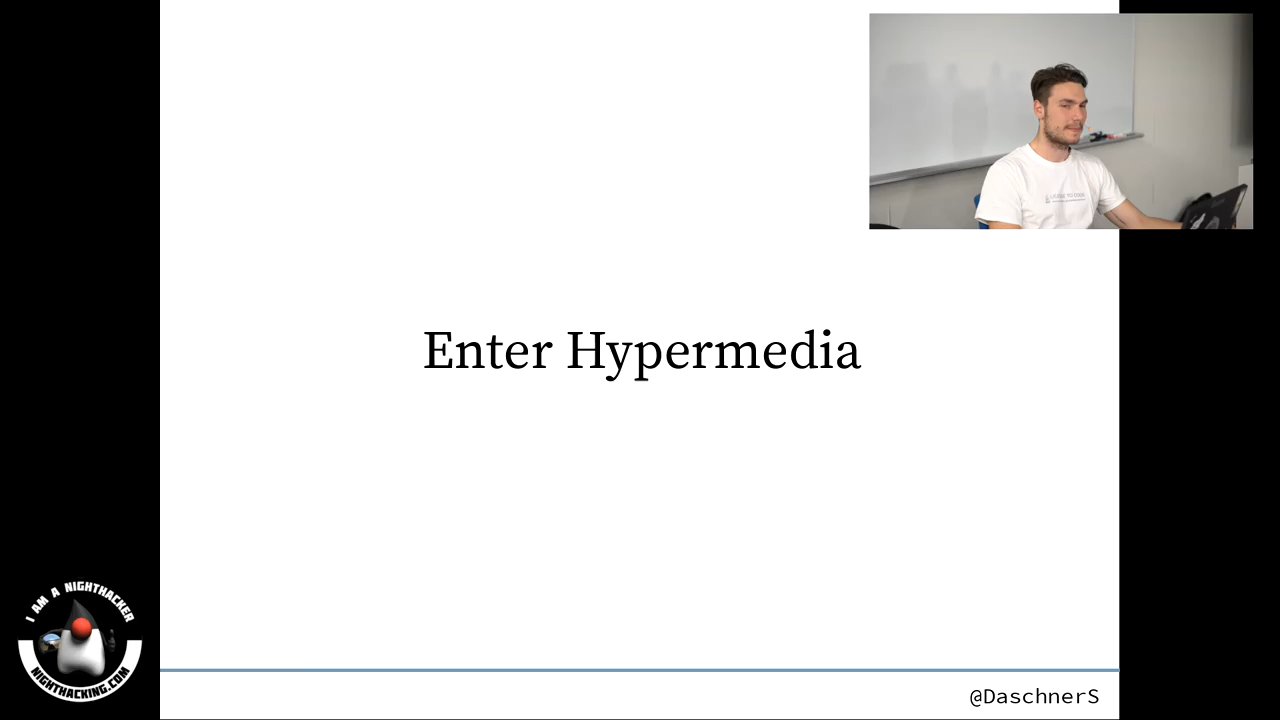 Enter Hypermedia
I AM A NIGHTHACKER
NIGHTHACKING.COM
@DaschnerS